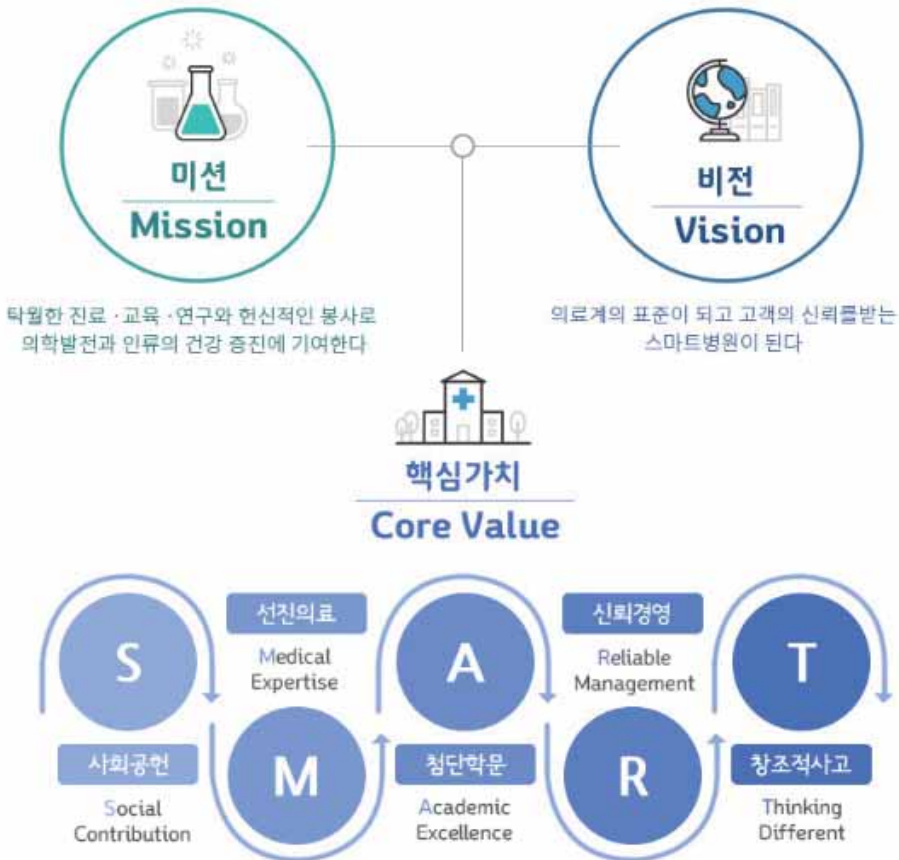 미션
Mission
탁월한 진료 · 교육 · 연구와 헌신적인 봉사로
의학발전과 인류의 건강 증진에 기여한다
비전
Vision
의료계의 표준이 되고 고객의 신뢰를받는
스마트병원이 된다
핵심가치
Core Value
S
사회공헌
Social
Contribution
선진의료
Medical
Expertise
M
A
첨단학문
Academic
Excellence
신뢰경영
Reliable
Management
R
T
창조적사고
Thinking
Different